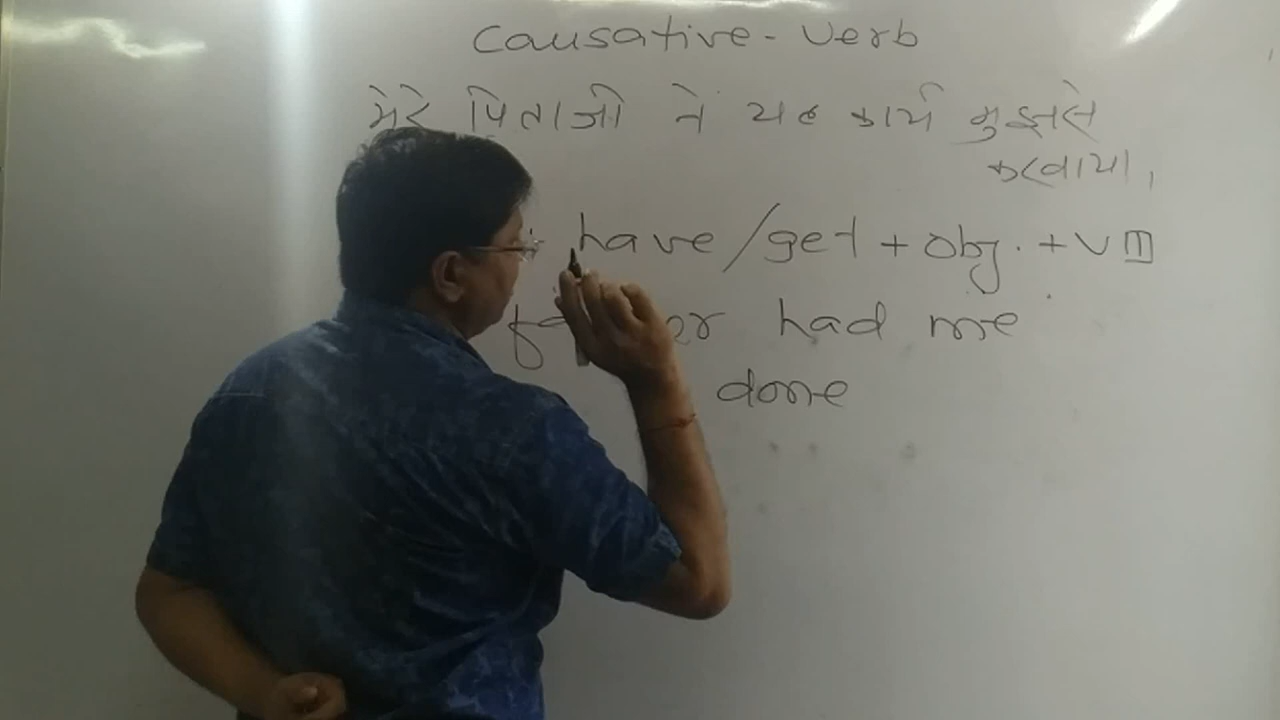 Causative - Verb
मेरे पिताजी ने यह कार्य मुझसे
करवाया।
have/get + obj. + V III
had me
done